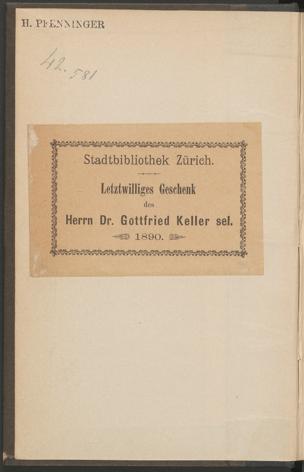 H. PFENNINGER
42.581
Stadtbibliothek Zürich.
Letztwilliges Geschenk
des
Herrn Dr. Gottfried Keller sel.
1890.